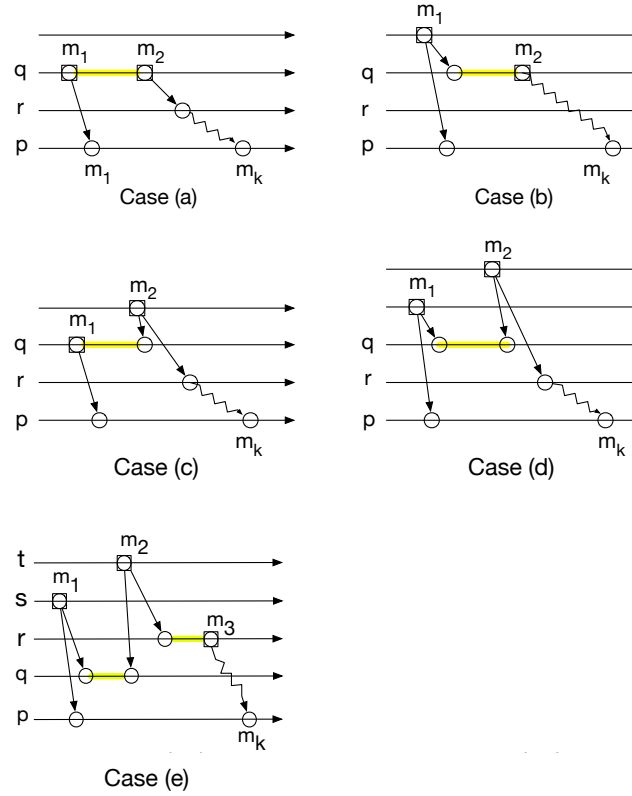 m1 m2
q
r
p
m1 mk
Case (a)
m1
m2
q
r
p
mk
Case (b)
m2
m1
q
r
p
mk
Case (c)
m2
m1
q
r
p
mk
Case (d)
m2
t
m1
s
m3
r
q
p
mk
Case (e)